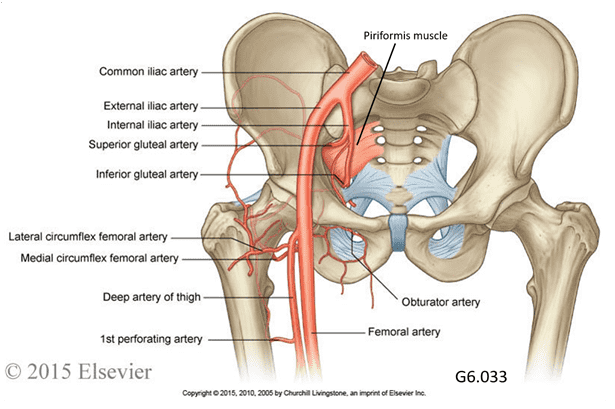 Piriformis muscle
Common iliac artery
External iliac artery
Internal iliac artery
Superior gluteal artery
Inferior gluteal artery
Lateral circumflex femoral artery
Medial circumflex femoral artery
Deep artery of thigh
Obturator artery
1st perforating artery
Femoral artery
© 2015 Elsevier
G6.033
Copyright © 2015, 2010, 2005 by Churchill Livingstone, an imprint of Elsevier Inc.